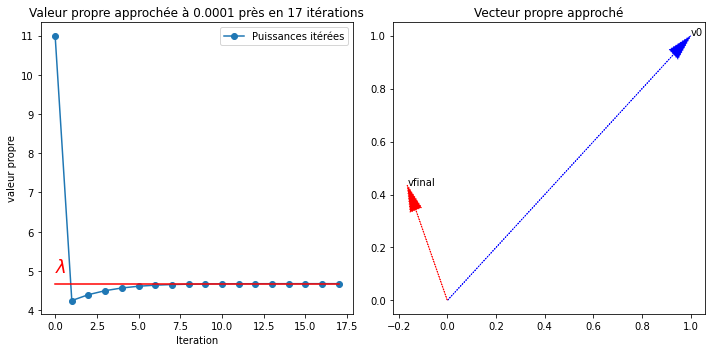 Valeur propre approchée à 0.0001 près en 17 itérations
Puissances itérées
valeur propre
11
10
9
8
7
6
5
4
λ
0.0 2.5 5.0 7.5 10.0 12.5 15.0 17.5
Iteration
Vecteur propre approché
1.0
0.8
0.6
0.4
0.2
0.0
v0
vfinal
−0.2 0.0 0.2 0.4 0.6 0.8 1.0